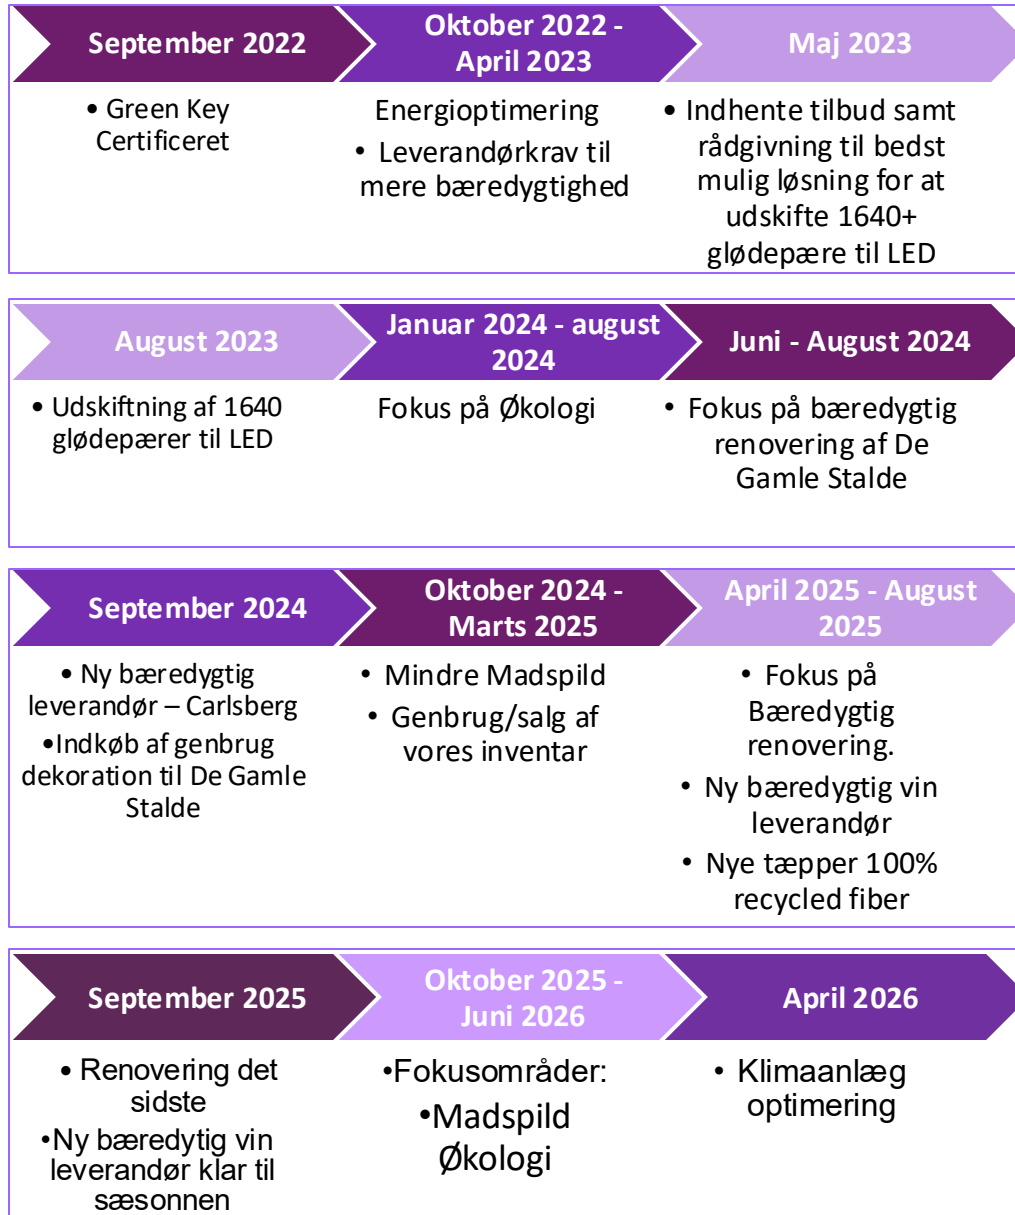 September 2022
Oktober 2022 -
April 2023
Maj 2023
• Green Key
Certificeret
Energioptimering
• Leverandørkrav til
mere bæredygtighed
• Indhente tilbud samt
rådgivning til bedst
mulig løsning for at
udskifte 1640+
glødepære til LED
August 2023
Januar 2024 - august
2024
Juni - August 2024
• Udskiftning af 1640
glødepærer til LED
Fokus på Økologi
• Fokus på bæredygtig
renovering af De
Gamle Stalde
September 2024
Oktober 2024 -
Marts 2025
April 2025 - August
2025
• Ny bæredygtig
leverandør – Carlsberg
•Indkøb af genbrug
dekoration til De Gamle
Stalde
• Mindre Madspild
• Genbrug/salg af
vores inventar
• Fokus på
Bæredygtig
renovering.
• Ny bæredygtig vin
leverandør
• Nye tæpper 100%
recycled fiber
September 2025
Oktober 2025 -
Juni 2026
April 2026
• Renovering det
sidste
•Ny bæredytig vin
leverandør klar til
sæsonnen
•Fokusområder:
•Madspild
Økologi
• Klimaanlæg
optimering